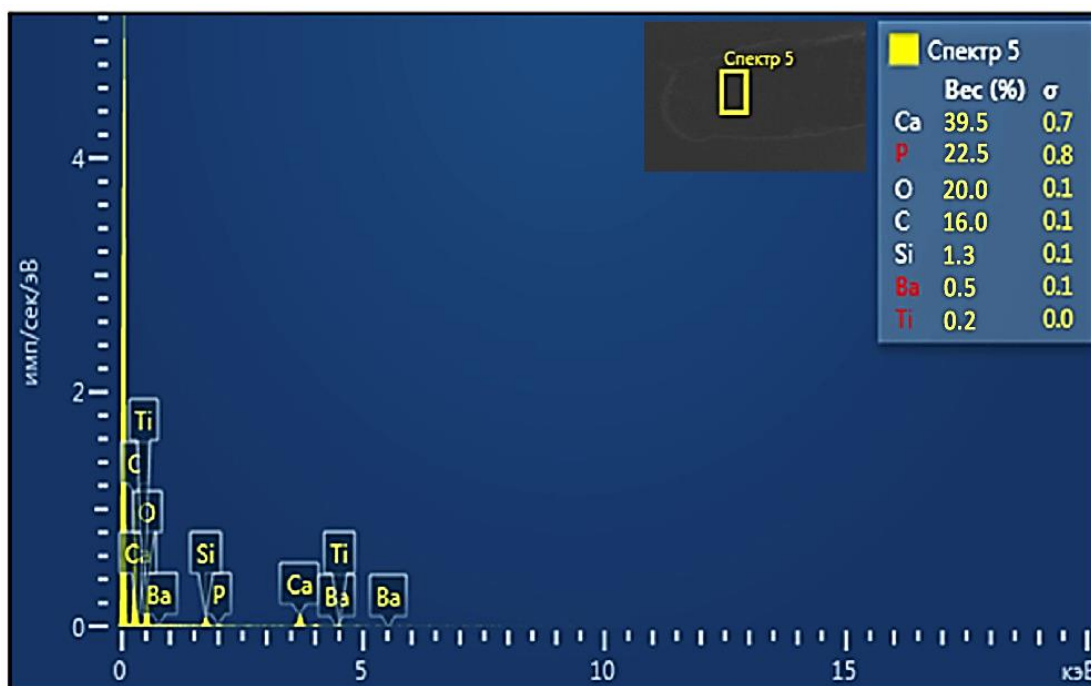 Спектр 5
Спектр 5
Вес (%) σ
Ca 39.5 0.7
P 22.5 0.8
O 20.0 0.1
C 16.0 0.1
Si 1.3 0.1
Ba 0.5 0.1
Ti 0.2 0.0
имп/сек/эВ
4
2
0
Ti
C
O
Ca
Ba
Si
P
Ca
Ti
Ba
Ba
0 5 10 15 кэВ